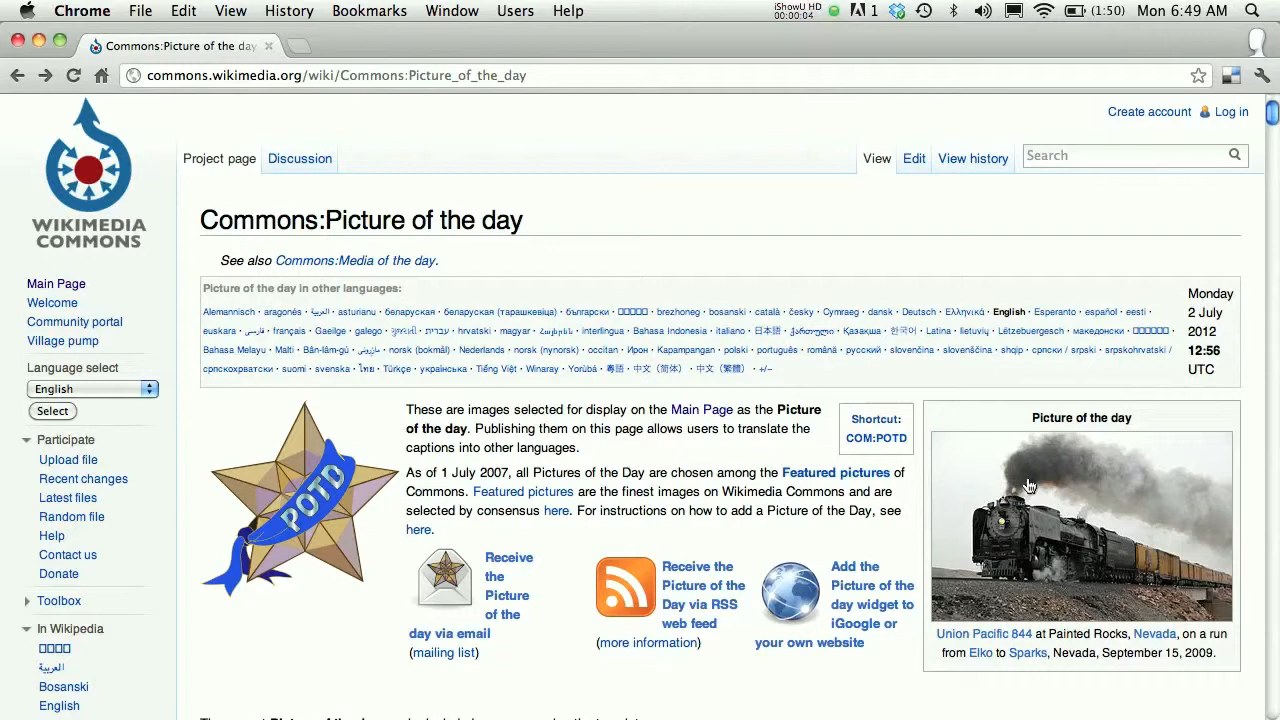 Chrome File Edit View History Bookmarks Window Users Help
iShowU HD
00:00:04
1 (1:50) Mon 6:49 AM
Commons:Picture of the day
commons.wikimedia.org/wiki/Commons:Picture_of_the_day
Create account Log in
Project page Discussion View Edit View history Search
WIKIMEDIA
COMMONS
Main Page
Welcome
Community portal
Village pump
Language select
English
Select
Participate
Upload file
Recent changes
Latest files
Random file
Help
Contact us
Donate
Toolbox
In Wikipedia
العربية
Bosanski
English
Commons:Picture of the day
See also Commons:Media of the day.
Picture of the day in other languages:
Alemannisch · aragonés · العربية · asturianu · беларуская · беларуская (тарашкевіца) · български · brezhoneg · bosanski · català · česky · Cymraeg · dansk · Deutsch · Ελληνικά · English · Esperanto · español · eesti ·
euskara · فارسی · français · Gaeilge · galego · עברית · hrvatski · magyar · Հայերեն · interlingua · Bahasa Indonesia · italiano · 日本語 · ქართული · Қазақша · 한국어 · Latina · lietuvių · Lëtzebuergesch · македонски ·
Bahasa Melayu · Malti · Bân-lâm-gú · مازِرونی · norsk (bokmål) · Nederlands · norsk (nynorsk) · occitan · Ирон · Kapampangan · polski · português · română · русский · slovenčina · slovenščina · shqip · српски / srpski · srpskohrvatski /
српскохрватски · suomi · svenska · ไทย · Türkçe · українська · Tiếng Việt · Winaray · Yorùbá · 粵語 · 中文（简体） · 中文（繁體） · +/−
Monday
2 July
2012
12:56
UTC
POTD
These are images selected for display on the Main Page as the Picture
of the day. Publishing them on this page allows users to translate the
captions into other languages.
Shortcut:
COM:POTD
As of 1 July 2007, all Pictures of the Day are chosen among the Featured pictures of
Commons. Featured pictures are the finest images on Wikimedia Commons and are
selected by consensus here. For instructions on how to add a Picture of the Day, see
here.
Receive
the
Picture
of the
day via email
(mailing list)
Receive the
Picture of the
Day via RSS
web feed
(more information)
Add the
Picture of the
day widget to
iGoogle or
your own website
Picture of the day
Union Pacific 844 at Painted Rocks, Nevada, on a run
from Elko to Sparks, Nevada, September 15, 2009.